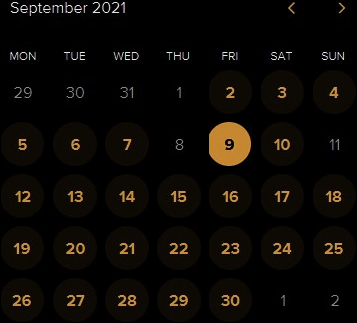 September 2021
MON TUE WED THU FRI SAT SUN
29 30 31 1 2 3 4
5 6 7 8 9 10 11
12 13 14 15 16 17 18
19 20 21 22 23 24 25
26 27 28 29 30 1 2